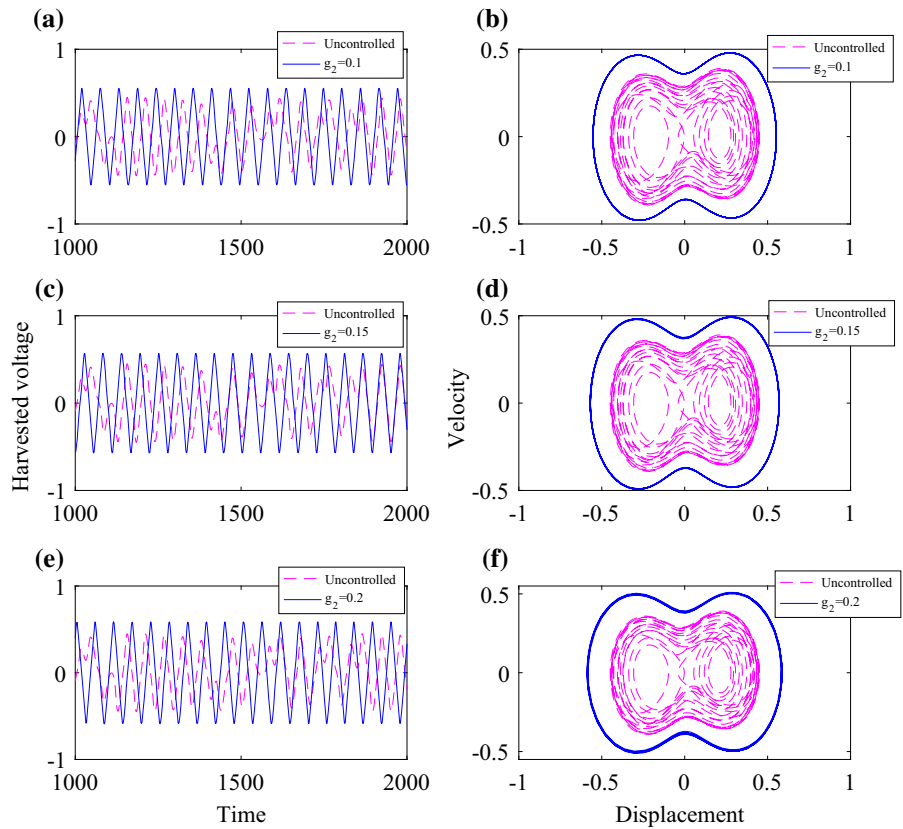 (a)
Uncontrolled
g2=0.1
1
0
-1
1000
1500
2000
(b)
Uncontrolled
g2=0.1
0.5
0
-0.5
-1
-0.5
0
0.5
1
(c)
Uncontrolled
g2=0.15
1
0
-1
1000
1500
2000
Harvested voltage
(d)
Uncontrolled
g2=0.15
0.5
0
-0.5
-1
-0.5
0
0.5
1
Velocity
(e)
Uncontrolled
g2=0.2
1
0
-1
1000
1500
2000
Time
(f)
Uncontrolled
g2=0.2
0.5
0
-0.5
-1
-0.5
0
0.5
1
Displacement